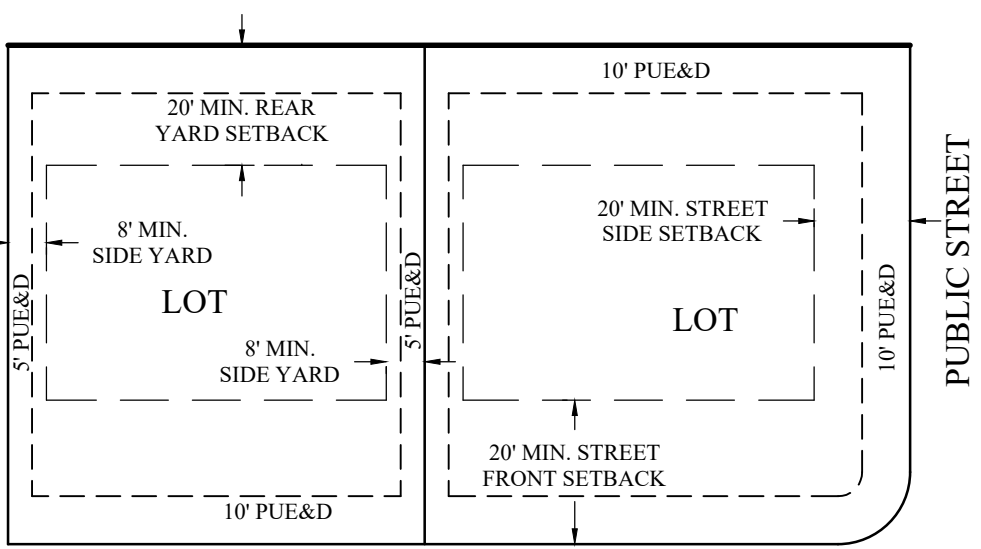 10' PUE&D
20' MIN. REAR
YARD SETBACK
8' MIN.
SIDE YARD
20' MIN. STREET
SIDE SETBACK
PUBLIC STREET
5' PUE&D
LOT
5' PUE&D
LOT
10' PUE&D
8' MIN.
SIDE YARD
20' MIN. STREET
FRONT SETBACK
10' PUE&D